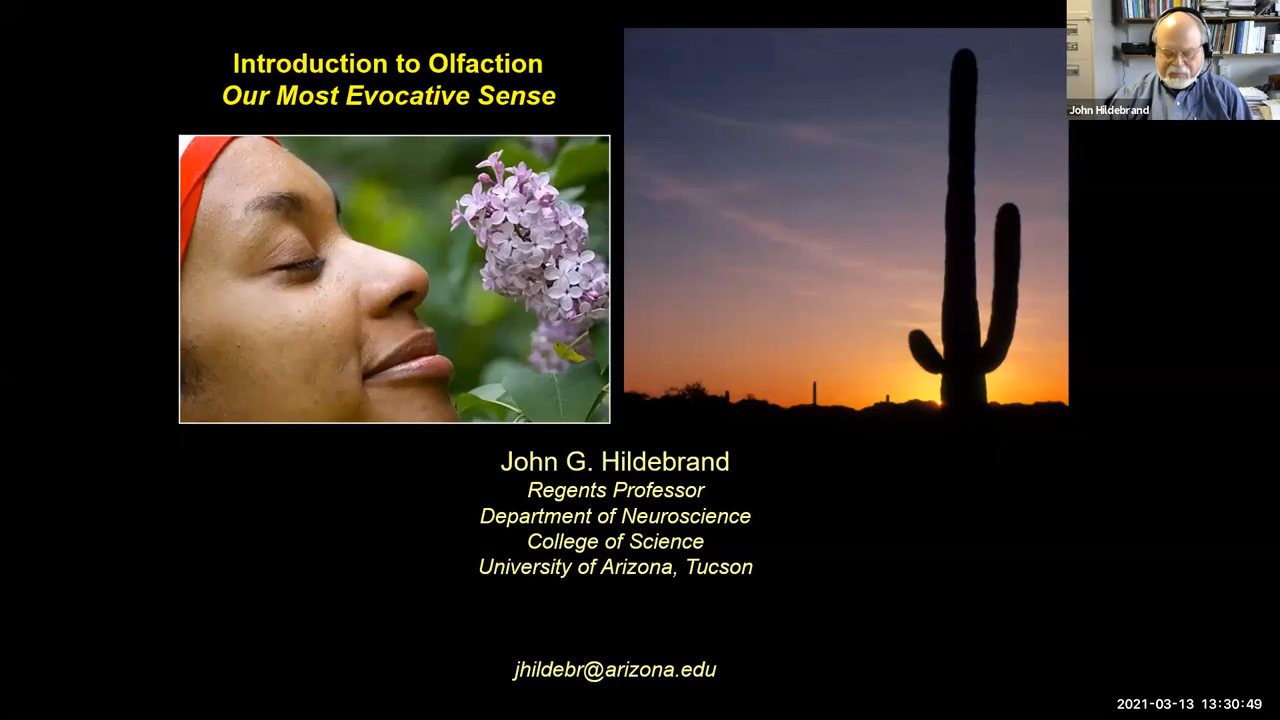 Introduction to Olfaction
Our Most Evocative Sense
John Hildebrand
John G. Hildebrand
Regents Professor
Department of Neuroscience
College of Science
University of Arizona, Tucson
jhildebr@arizona.edu
2021-03-13 13:30:49